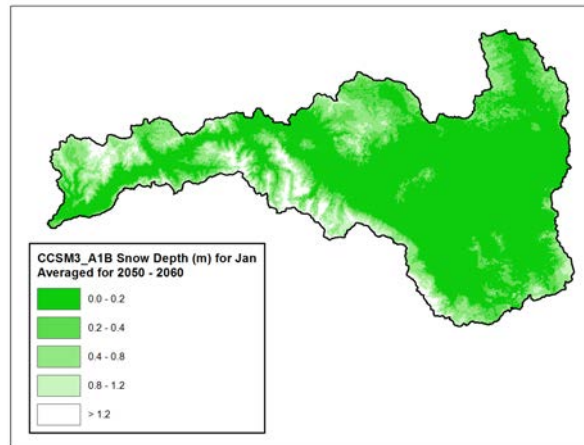 CCSM3_A1B Snow Depth (m) for Jan
Averaged for 2050 - 2060
0.0 - 0.2
0.2 - 0.4
0.4 - 0.8
0.8 - 1.2
> 1.2